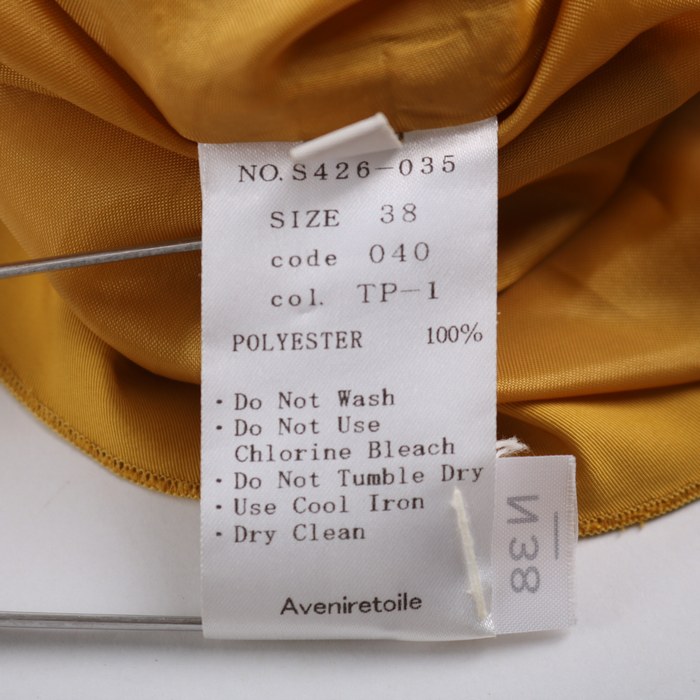 NO. S426-035
SIZE 38
code 040
col. TP-1
POLYESTER 100%
・Do Not Wash
・Do Not Use
Chlorine Bleach
・Do Not Tumble Dry
・Use Cool Iron
・Dry Clean
Aveniretoile
N38